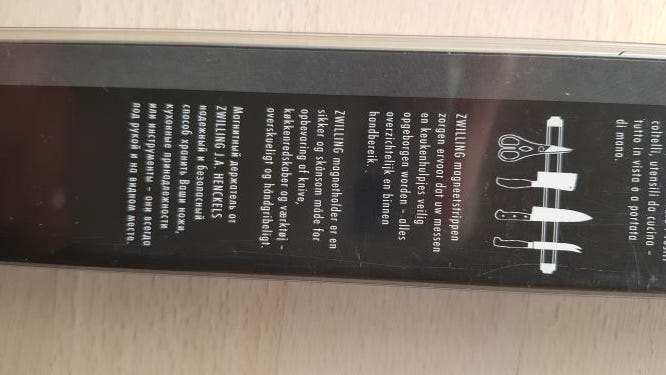 coltelli, utensili da cucina –
tutto in vista e a portata
di mano.
ZWILLING magneetstrippen
zorgen ervoor dat uw messen
en keukenhulpjes veilig
opgeborgen worden – alles
overzichtelijk en binnen
handbereik.
ZWILLING magnetholder er en
sikker og skånsom måde for
opbevaring af knive,
køkkenredskaber og værktøj –
overskueligt og håndgribeligt.
Магнитный держатель от
ZWILLING J.A. HENCKELS
надежный и безопасный
способ хранить Ваши ножи,
кухонные принадлежности
или инструменты – они всегда
под рукой и на видном месте.